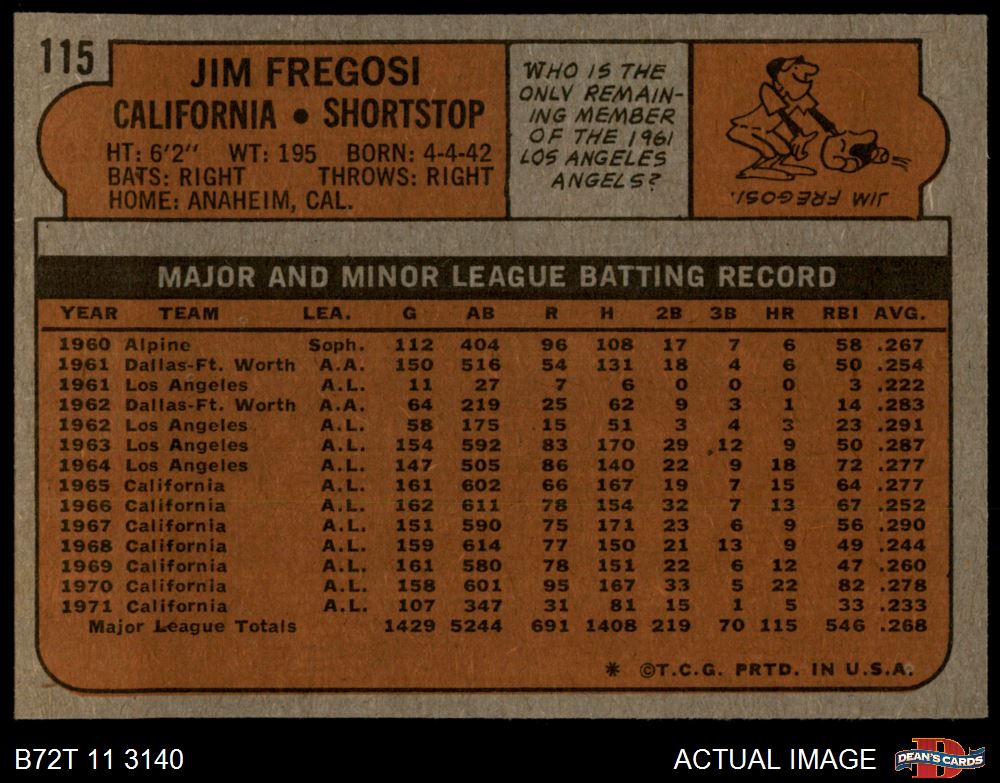 115
JIM FREGOSI
CALIFORNIA • SHORTSTOP
HT: 6'2" WT: 195 BORN: 4-4-42
BATS: RIGHT THROWS: RIGHT
HOME: ANAHEIM, CAL.
WHO IS THE
ONLY REMAIN-
ING MEMBER
OF THE 1961
LOS ANGELES
ANGELS?
JIM FREGOSI.
MAJOR AND MINOR LEAGUE BATTING RECORD
YEAR TEAM LEA. G AB R H 2B 3B HR RBI AVG.
1960 Alpine Soph. 112 404 96 108 17 7 6 58 .267
1961 Dallas-Ft. Worth A.A. 150 516 54 131 18 4 6 50 .254
1961 Los Angeles A.L. 11 27 7 6 0 0 0 3 .222
1962 Dallas-Ft. Worth A.A. 64 219 25 62 9 3 1 14 .283
1962 Los Angeles A.L. 58 175 15 51 3 4 3 23 .291
1963 Los Angeles A.L. 154 592 83 170 29 12 9 50 .287
1964 Los Angeles A.L. 147 505 86 140 22 9 18 72 .277
1965 California A.L. 161 602 66 167 19 7 15 64 .277
1966 California A.L. 162 611 78 154 32 7 13 67 .252
1967 California A.L. 151 590 75 171 23 6 9 56 .290
1968 California A.L. 159 614 77 150 21 13 9 49 .244
1969 California A.L. 161 580 78 151 22 6 12 47 .260
1970 California A.L. 158 601 95 167 33 5 22 82 .278
1971 California A.L. 107 347 31 81 15 1 5 33 .233
Major League Totals 1429 5244 691 1408 219 70 115 546 .268
* ©T.C.G. PRTD. IN U.S.A.
B72T 11 3140
ACTUAL IMAGE
D
DEAN'S CARDS